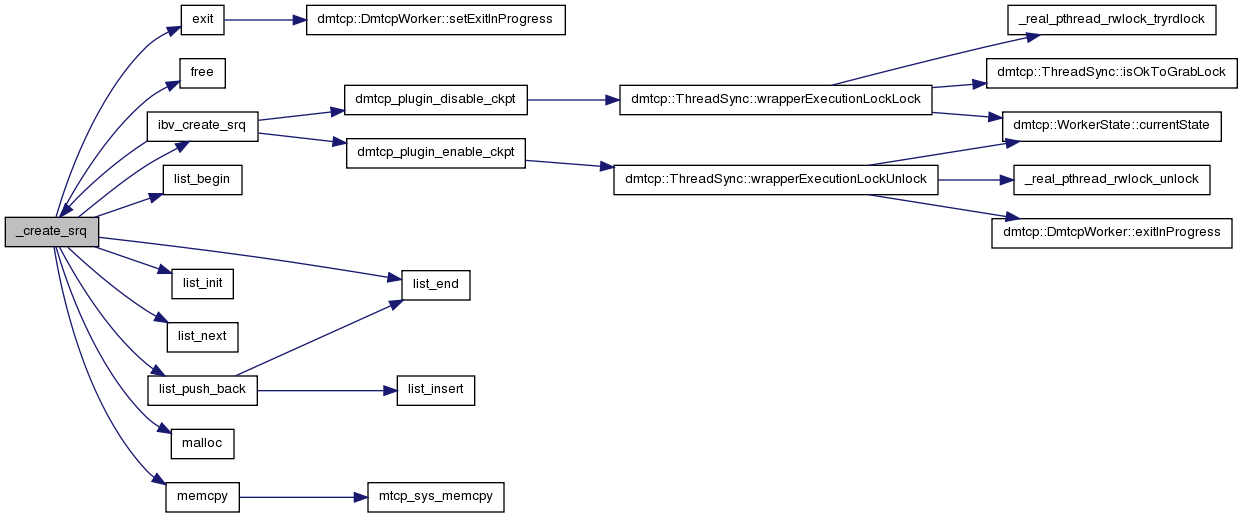 _create_srq
exit
free
ibv_create_srq
list_begin
list_init
list_next
list_push_back
malloc
memcpy
dmtcp::DmtcpWorker::setExitInProgress
dmtcp_plugin_disable_ckpt
dmtcp_plugin_enable_ckpt
list_end
list_insert
mtcp_sys_memcpy
dmtcp::ThreadSync::wrapperExecutionLockLock
dmtcp::ThreadSync::wrapperExecutionLockUnlock
_real_pthread_rwlock_tryrdlock
dmtcp::ThreadSync::isOkToGrabLock
dmtcp::WorkerState::currentState
_real_pthread_rwlock_unlock
dmtcp::DmtcpWorker::exitInProgress